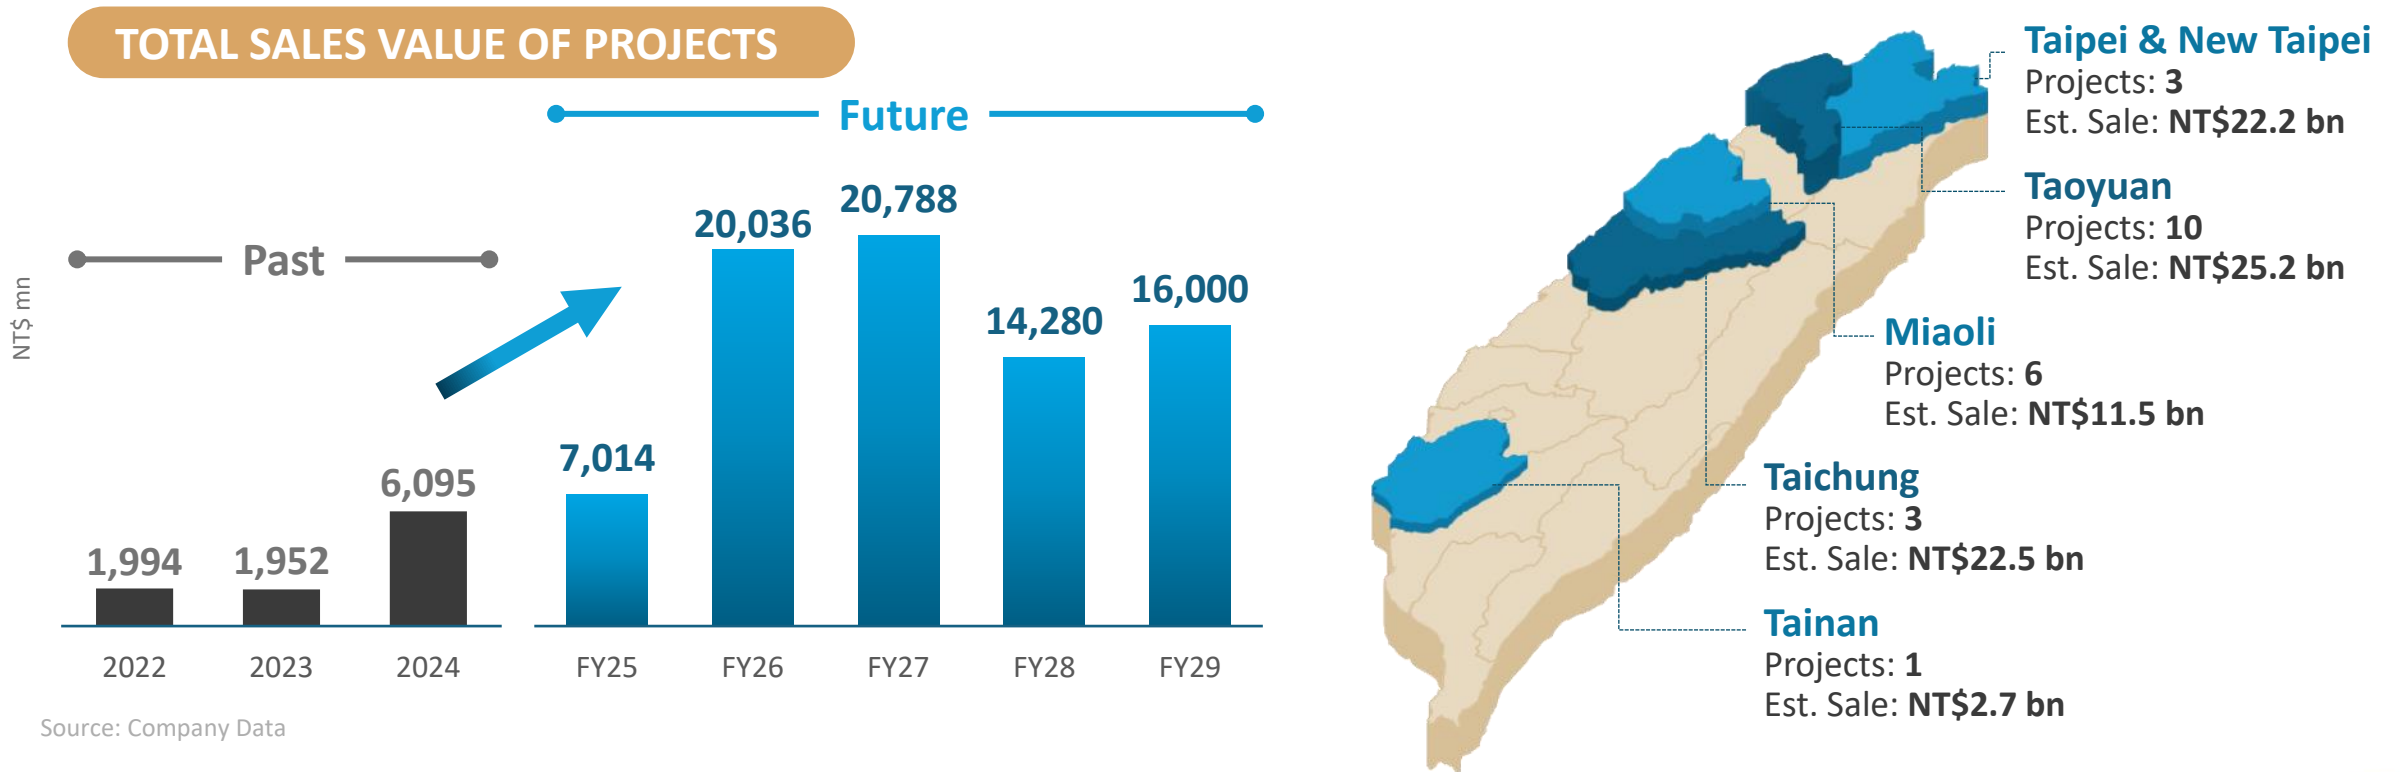 TOTAL SALES VALUE OF PROJECTS
Past
Future
NT$ mn
1,994
1,952
6,095
7,014
20,036
20,788
14,280
16,000
2022
2023
2024
FY25
FY26
FY27
FY28
FY29
Source: Company Data
Taipei & New Taipei
Projects: 3
Est. Sale: NT$22.2 bn
Taoyuan
Projects: 10
Est. Sale: NT$25.2 bn
Miaoli
Projects: 6
Est. Sale: NT$11.5 bn
Taichung
Projects: 3
Est. Sale: NT$22.5 bn
Tainan
Projects: 1
Est. Sale: NT$2.7 bn